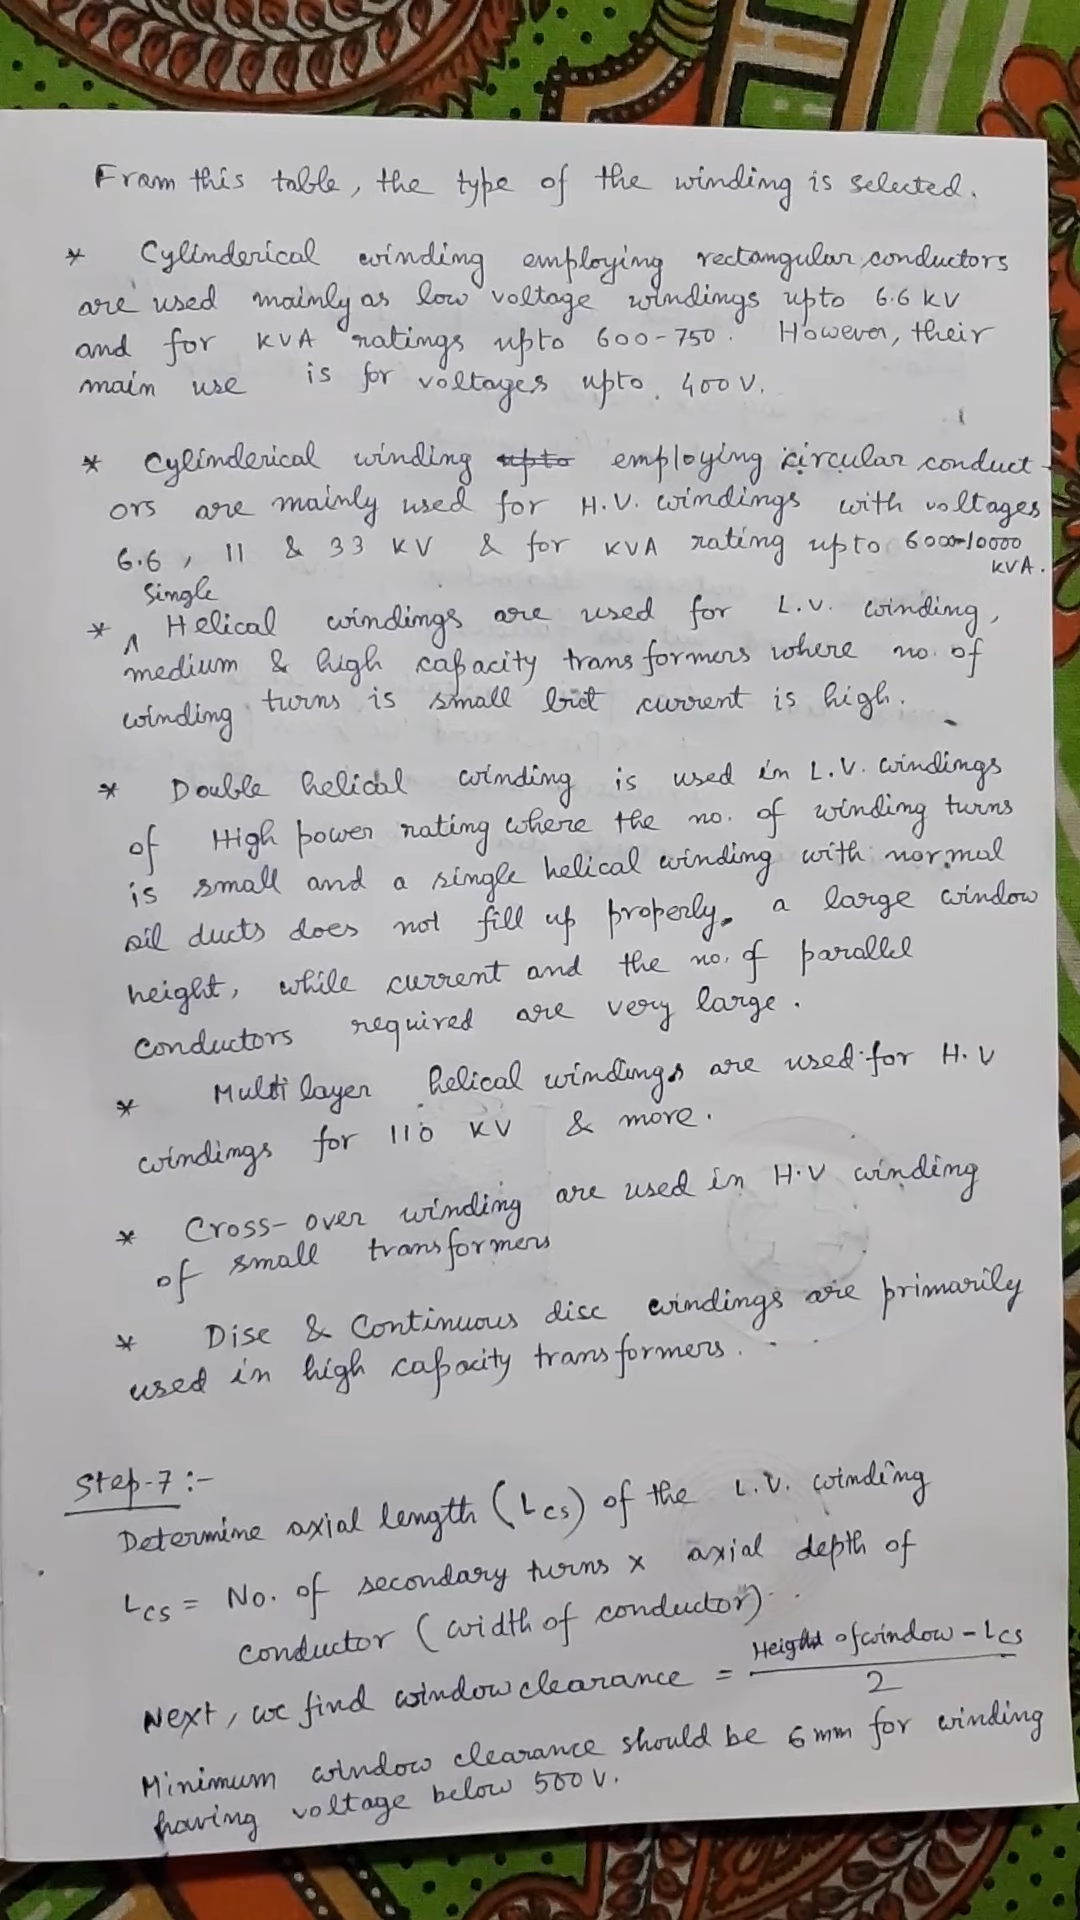 From this table, the type of the winding is selected.
* Cylinderical winding employing rectangular conductors
are used mainly as low voltage windings upto 6.6 KV
and for KVA ratings upto 600-750. However, their
main use is for voltages upto 400 V.
* Cylinderical winding upto employing circular conduct
ors are mainly used for H.V. windings with voltages
6.6, 11 & 33 KV & for KVA rating upto 600-10000
KVA.
Single
* ^ Helical windings are used for L.V. winding,
medium & high capacity transformers where no. of
winding turns is small but current is high.
* Double helical winding is used in L.V. windings
of High power rating where the no. of winding turns
is small and a single helical winding with normal
oil ducts does not fill up properly. a large window
height, while current and the no. of parallel
conductors required are very large.
* Multi layer helical windings are used for H.V
windings for 110 KV & more.
* Cross-over winding are used in H.V winding
of small transformers
* Disc & Continuous disc windings are primarily
used in high capacity transformers.
Step-7:-
Determine axial length (Lcs) of the L.V. winding
Lcs = No. of secondary turns x axial depth of
conductor (width of conductor).
Next, we find window clearance = Height of window - Lcs
2
Minimum window clearance should be 6 mm for winding
having voltage below 500 V.